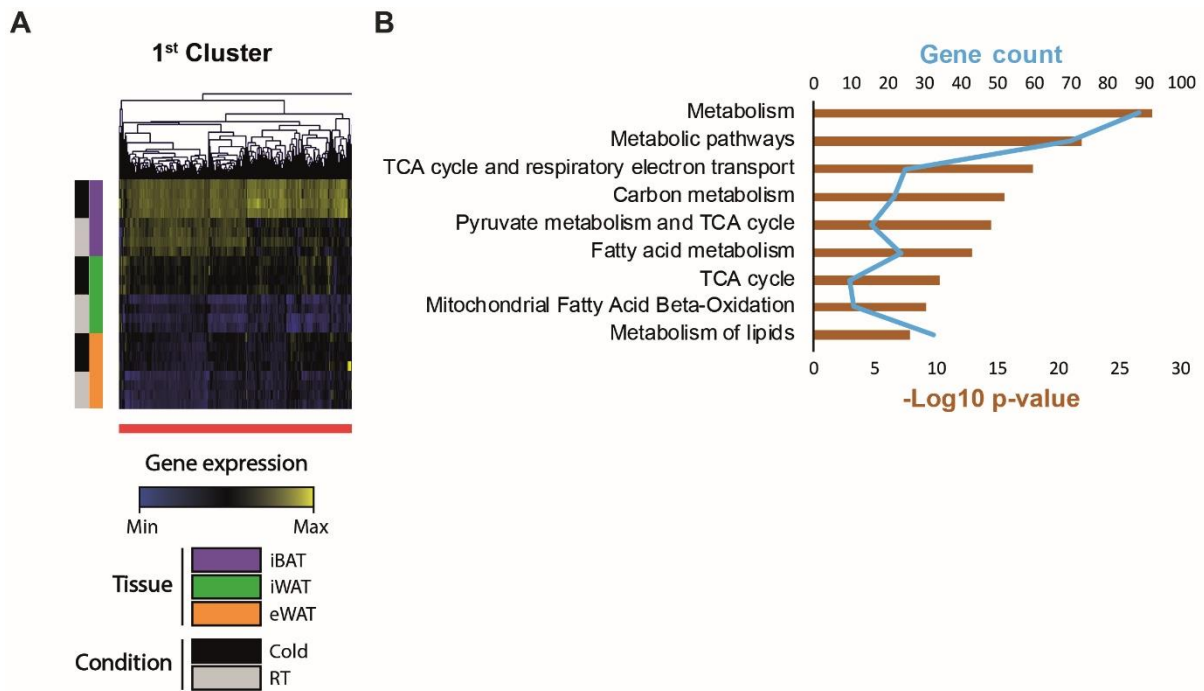 A
1st Cluster
Gene expression
Min Max
Tissue
iBAT
iWAT
eWAT
Condition
Cold
RT
B
Gene count
0 10 20 30 40 50 60 70 80 90 100
Metabolism
Metabolic pathways
TCA cycle and respiratory electron transport
Carbon metabolism
Pyruvate metabolism and TCA cycle
Fatty acid metabolism
TCA cycle
Mitochondrial Fatty Acid Beta-Oxidation
Metabolism of lipids
0 5 10 15 20 25 30
-Log10 p-value